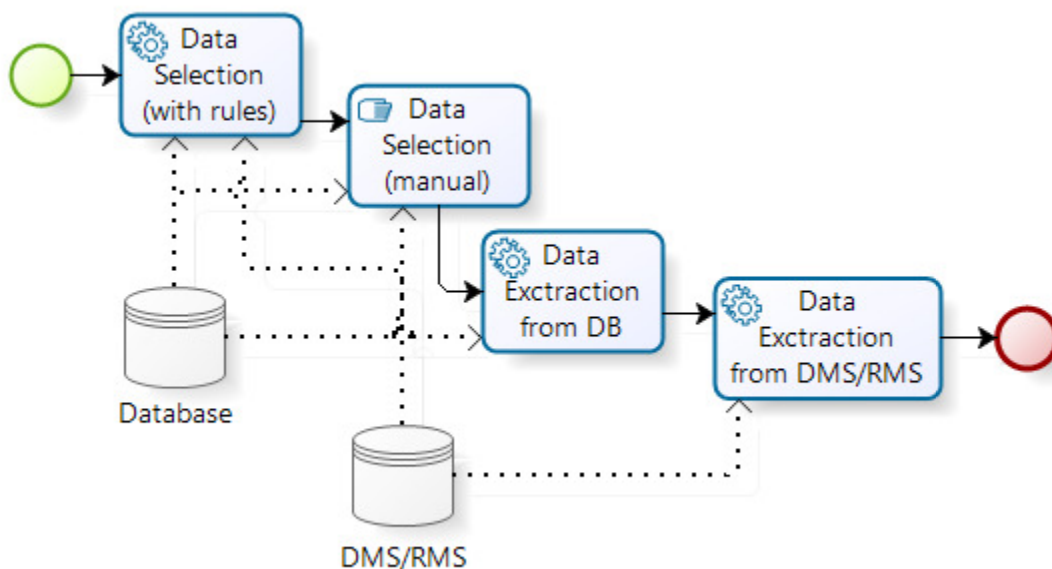 Data
Selection
(with rules)
Data
Selection
(manual)
Data
Exctraction
from DB
Data
Exctraction
from DMS/RMS
Database
DMS/RMS